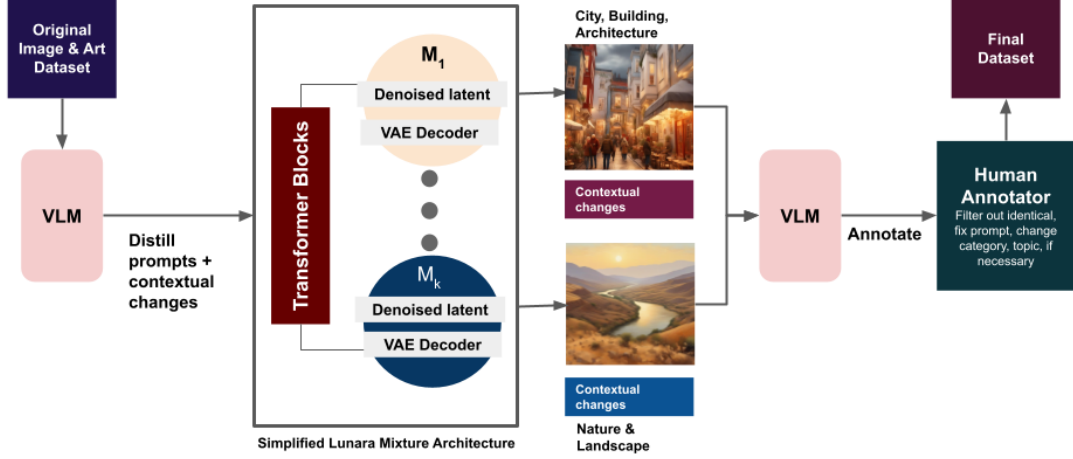 Original
Image & Art
Dataset
VLM
Distill
prompts +
contextual
changes
Transformer Blocks
M1
Denoised latent
VAE Decoder
Mk
Denoised latent
VAE Decoder
Simplified Lunara Mixture Architecture
City, Building,
Architecture
Contextual
changes
Contextual
changes
Nature &
Landscape
VLM
Annotate
Human
Annotator
Filter out identical,
fix prompt, change
category, topic, if
necessary
Final
Dataset